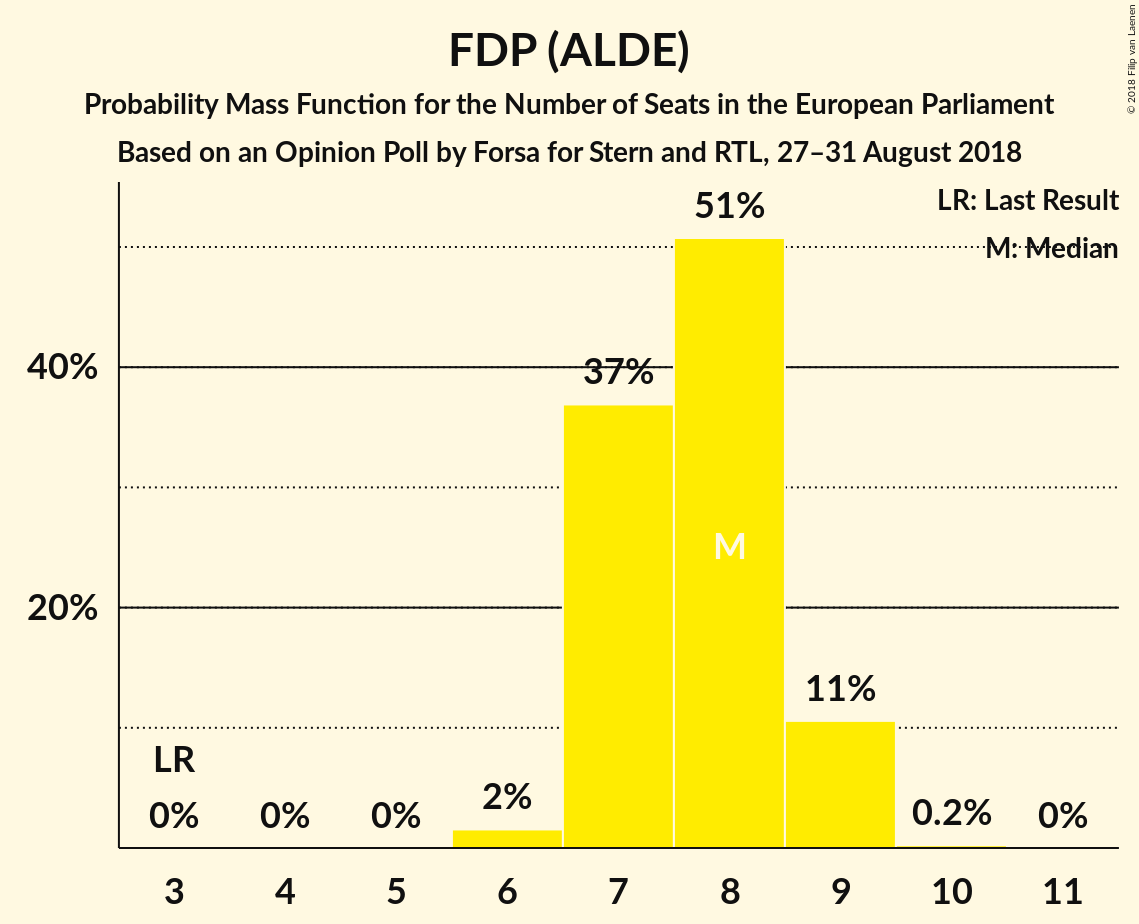 FDP (ALDE)
Probability Mass Function for the Number of Seats in the European Parliament
Based on an Opinion Poll by Forsa for Stern and RTL, 27–31 August 2018
© 2018 Filip van Laenen
LR: Last Result
M: Median
51%
40%
37%
M
20%
11%
LR
0%
0%
0%
2%
0.2%
0%
3 4 5 6 7 8 9 10 11